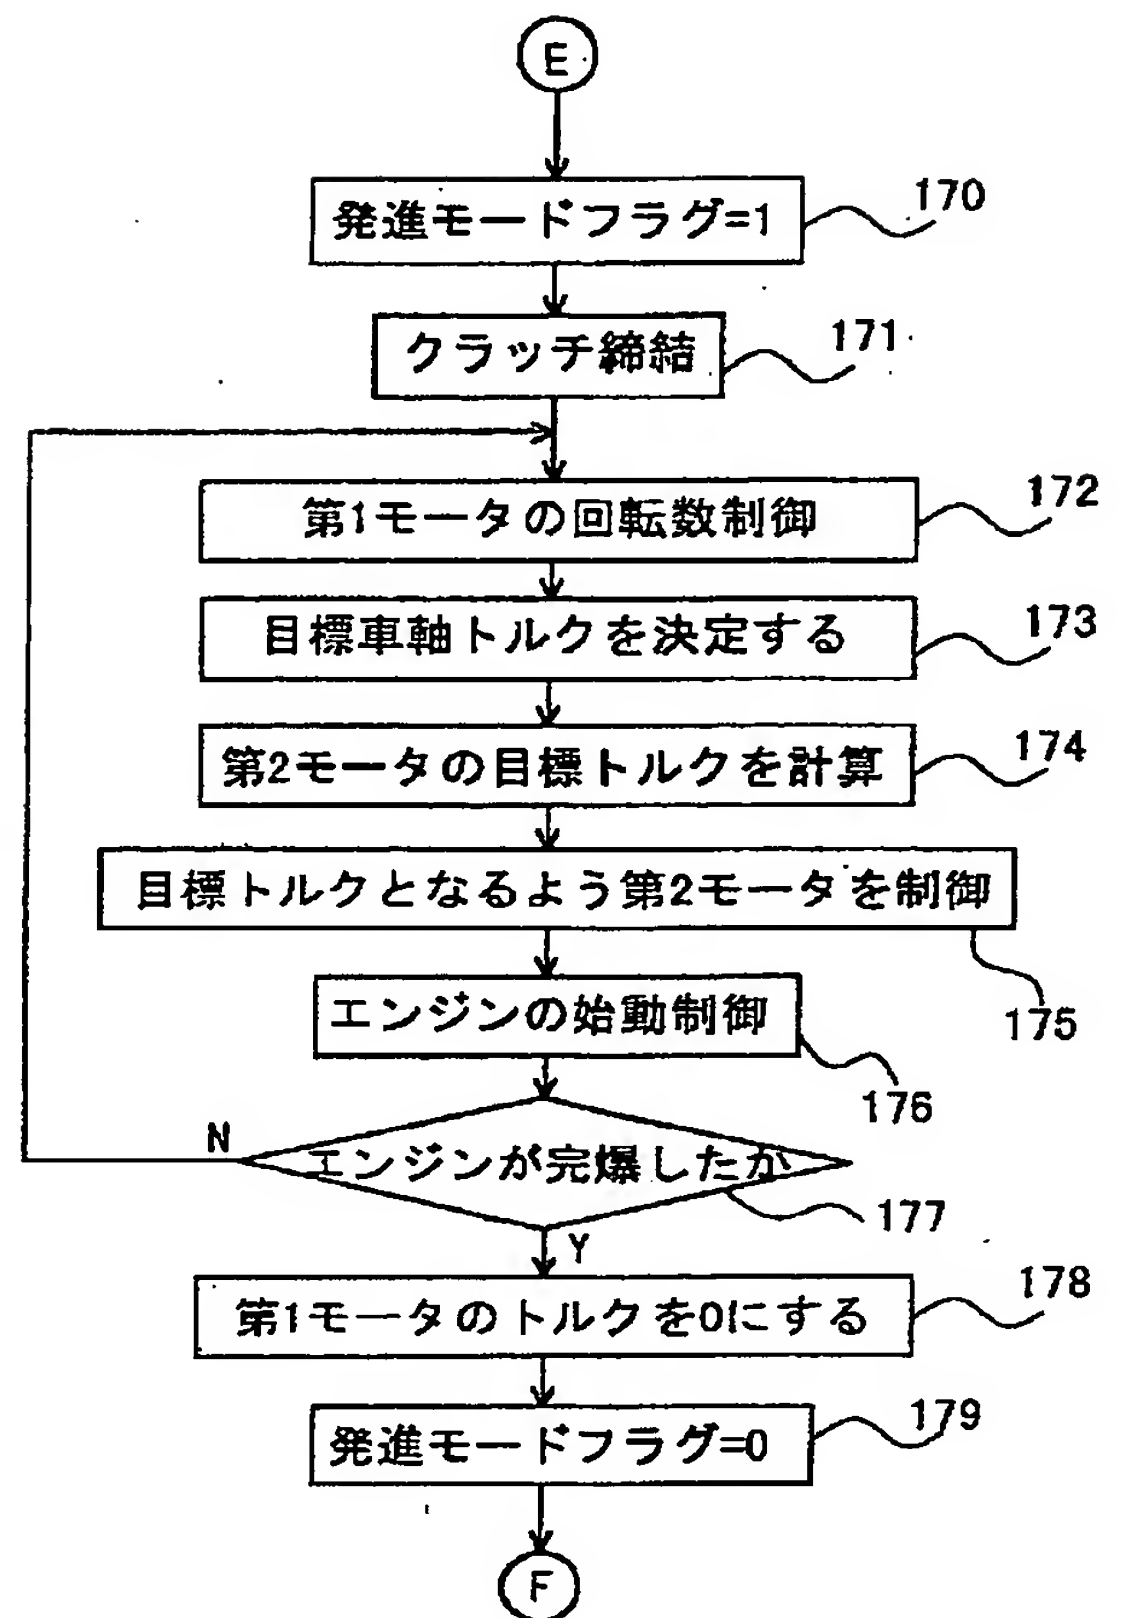 E
発進モードフラグ=1
170
クラッチ締結
171
第1モータの回転数制御
172
目標車軸トルクを決定する
173
第2モータの目標トルクを計算
174
目標トルクとなるよう第2モータを制御
175
エンジンの始動制御
176
エンジンが完爆したか
N
177
Y
第1モータのトルクを0にする
178
発進モードフラグ=0
179
F